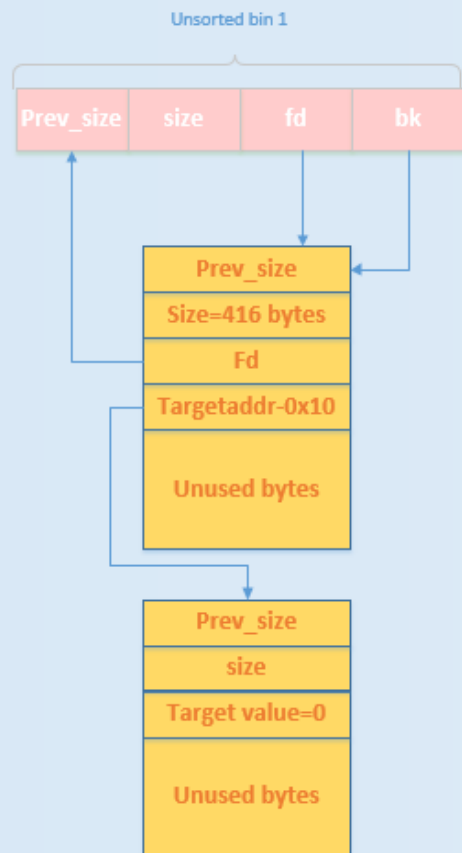 Unsorted bin 1
Prev_size
size
fd
bk
Prev_size
Size=416 bytes
Fd
Targetaddr-0x10
Unused bytes
Prev_size
size
Target value=0
Unused bytes